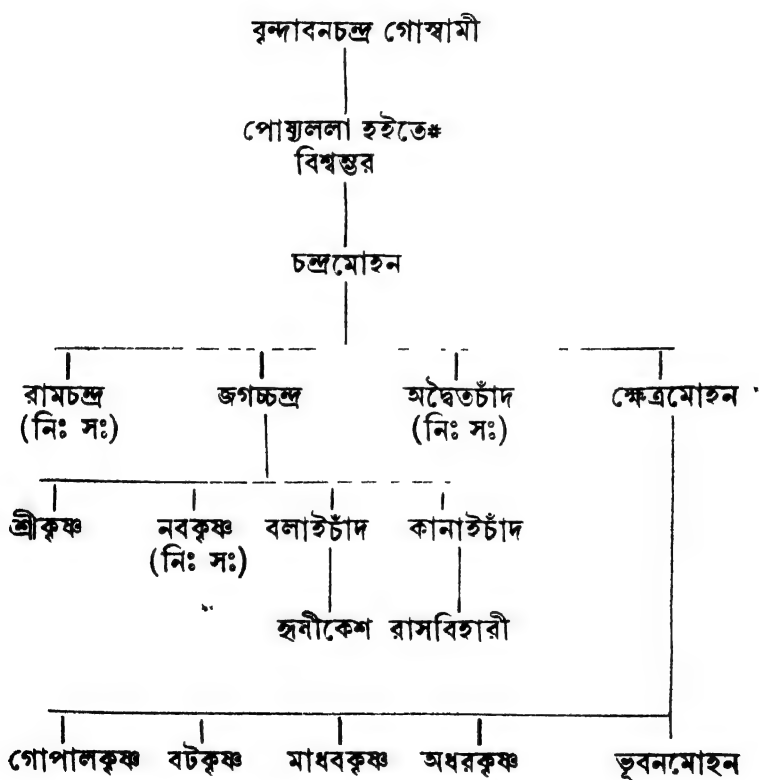 বৃন্দাবনচন্দ্র গোস্বামী
পোষ্যললা হইতে*
বিশ্বম্ভর
চন্দ্রমোহন
রামচন্দ্র জগচ্চন্দ্র অদ্বৈতচাঁদ ক্ষেত্রমোহন
(নিঃ সঃ) (নিঃ সঃ)
শ্রীকৃষ্ণ নবকৃষ্ণ বলাইচাঁদ কানাইচাঁদ
(নিঃ সঃ)
হৃষীকেশ রাসবিহারী
গোপালকৃষ্ণ বটকৃষ্ণ মাধবকৃষ্ণ অধরকৃষ্ণ ভূবনমোহন